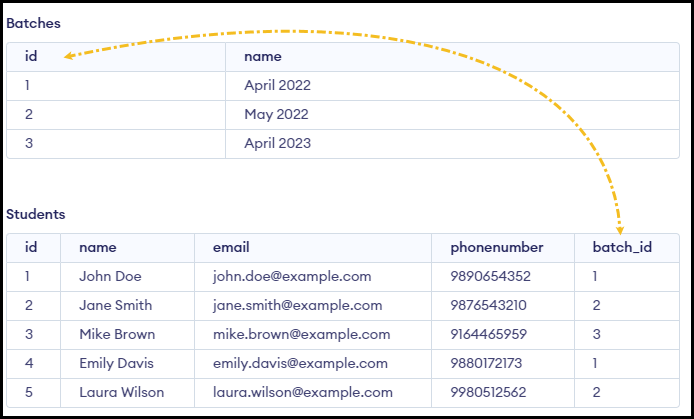 Batches
id name
1 April 2022
2 May 2022
3 April 2023
Students
id name email phonenumber batch_id
1 John Doe john.doe@example.com 9890654352 1
2 Jane Smith jane.smith@example.com 9876543210 2
3 Mike Brown mike.brown@example.com 9164465959 3
4 Emily Davis emily.davis@example.com 9880172173 1
5 Laura Wilson laura.wilson@example.com 9980512562 2